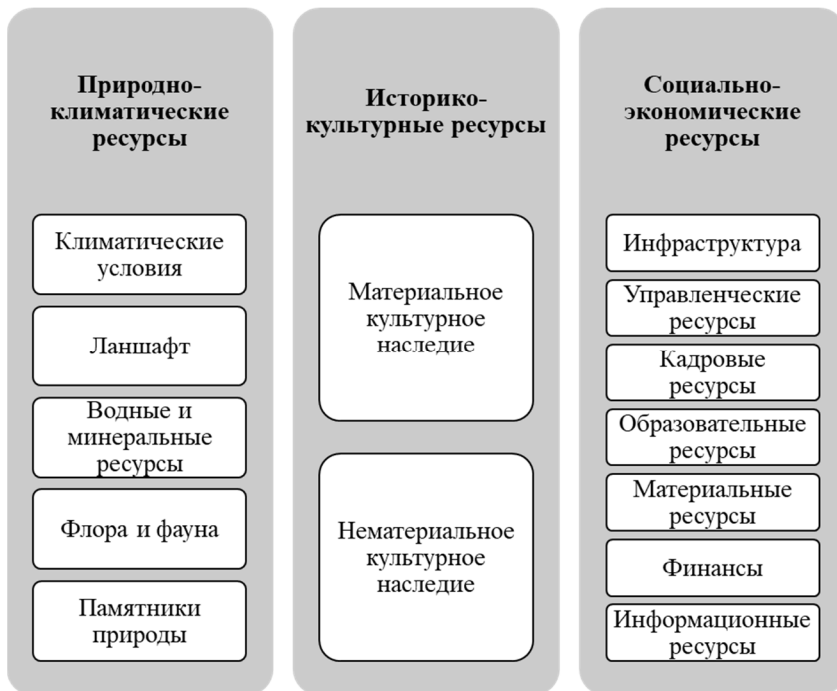 Природно-
климатические
ресурсы
Климатические
условия
Ланшафт
Водные и
минеральные
ресурсы
Флора и фауна
Памятники
природы
Историко-
культурные ресурсы
Материальное
культурное
наследие
Нематериальное
культурное
наследие
Социально-
экономические
ресурсы
Инфраструктура
Управленческие
ресурсы
Кадровые
ресурсы
Образовательные
ресурсы
Материальные
ресурсы
Финансы
Информационные
ресурсы